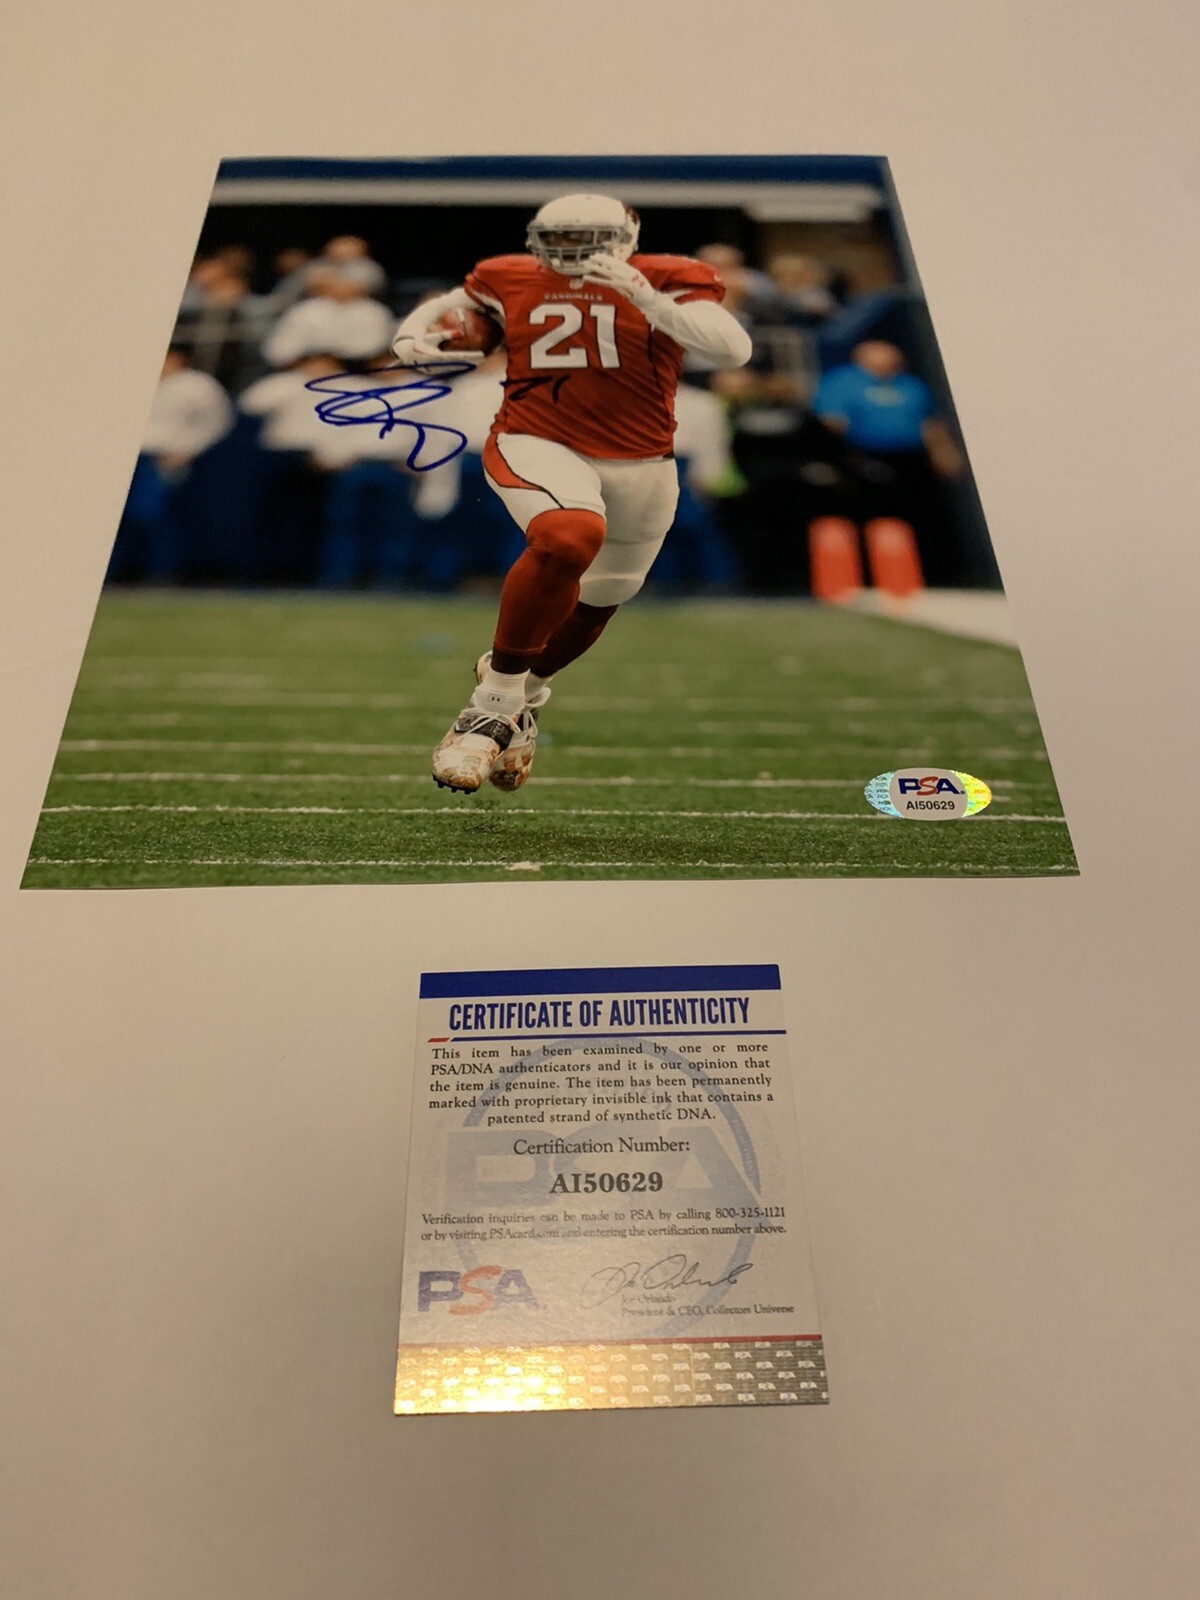 CARDINALS
21
21
PSA
AI50629
CERTIFICATE OF AUTHENTICITY
This item has been examined by one or more
PSA/DNA authenticators and it is our opinion that
the item is genuine. The item has been permanently
marked with proprietary invisible ink that contains a
patented strand of synthetic DNA.
Certification Number:
AI50629
Verification inquiries can be made to PSA by calling 800-325-1121
or by visiting PSAcard.com and entering the certification number above.
PSA
Joe Orlando
President & CEO, Collectors Universe